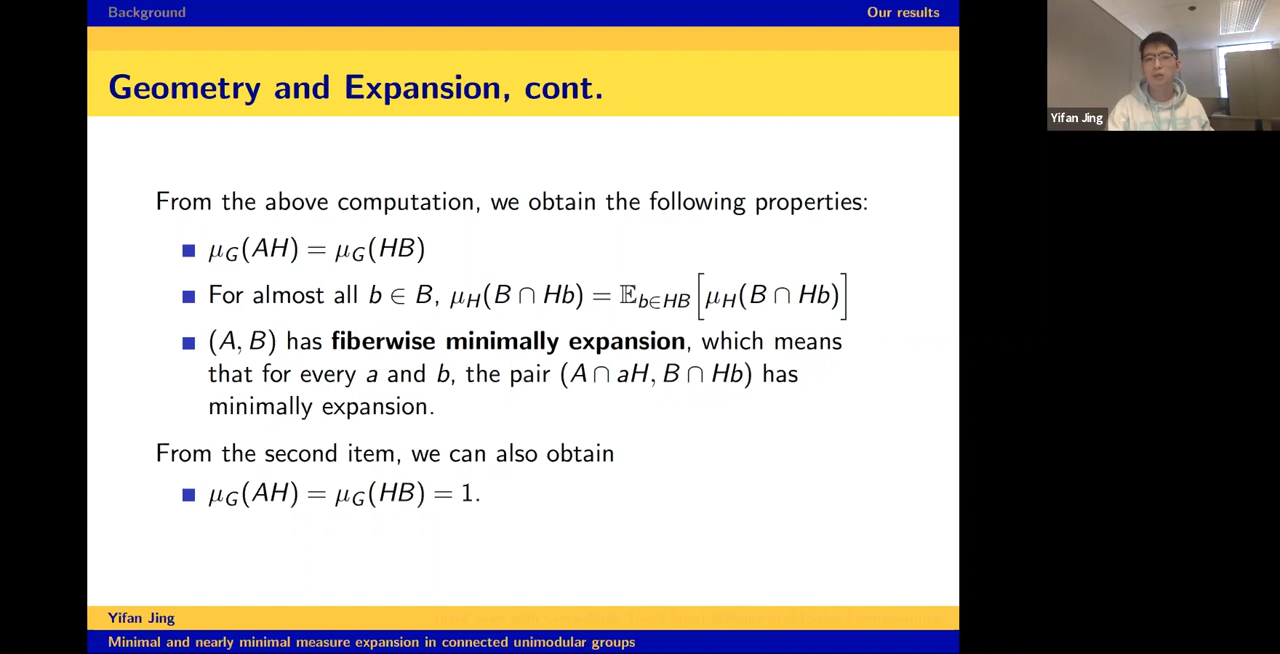 Background
Our results
Geometry and Expansion, cont.
From the above computation, we obtain the following properties:
■ μ_G(AH) = μ_G(HB)
■ For almost all b ∈ B, μ_H(B ∩ Hb) = 𝔼_{b∈HB}[μ_H(B ∩ Hb)]
■ (A, B) has fiberwise minimally expansion, which means
that for every a and b, the pair (A ∩ aH, B ∩ Hb) has
minimally expansion.
From the second item, we can also obtain
■ μ_G(AH) = μ_G(HB) = 1.
Yifan Jing
Minimal and nearly minimal measure expansion in connected unimodular groups
Yifan Jing